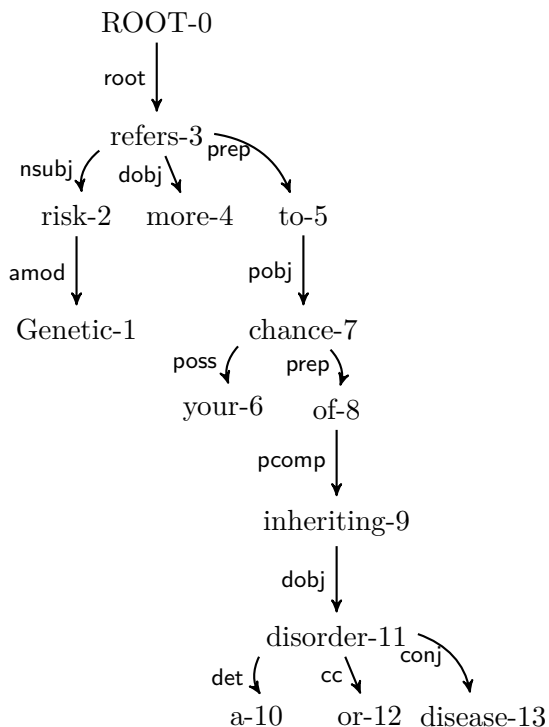 ROOT-0
root
refers-3
nsubj dobj prep
risk-2 more-4 to-5
amod pobj
Genetic-1 chance-7
poss prep
your-6 of-8
pcomp
inheriting-9
dobj
disorder-11
det cc conj
a-10 or-12 disease-13